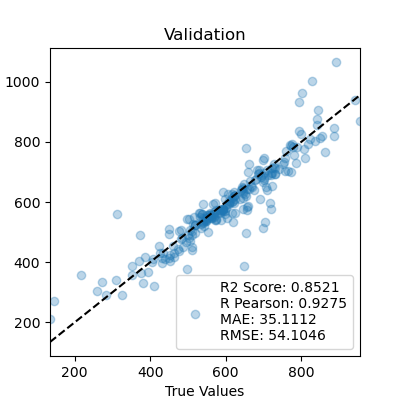 Validation
1000
800
600
400
200
R2 Score: 0.8521
R Pearson: 0.9275
MAE: 35.1112
RMSE: 54.1046
200 400 600 800
True Values